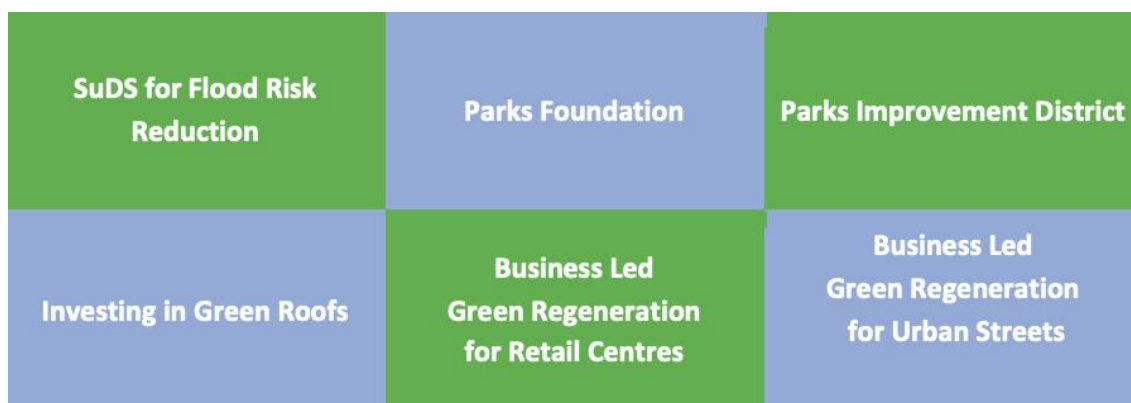 SuDS for Flood Risk
Reduction
Parks Foundation
Parks Improvement District
Investing in Green Roofs
Business Led
Green Regeneration
for Retail Centres
Business Led
Green Regeneration
for Urban Streets